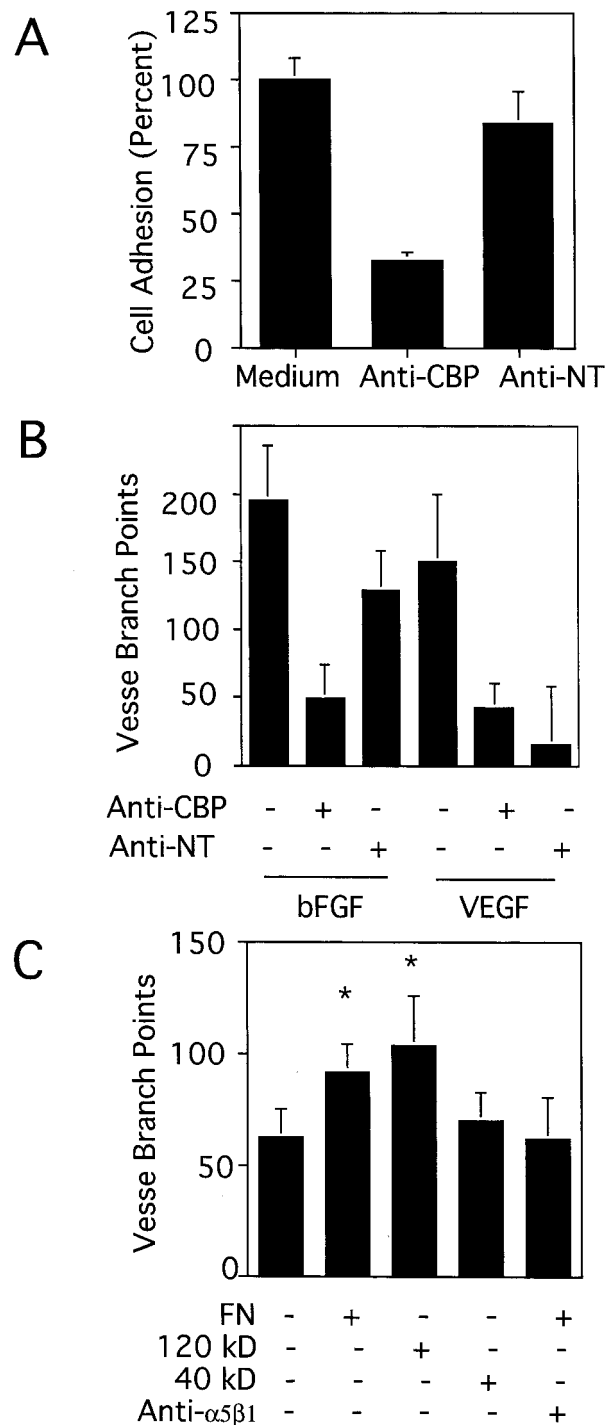 A
Cell Adhesion (Percent)
125
100
75
50
25
0
Medium Anti-CBP Anti-NT
B
Vesse Branch Points
200
150
100
50
0
Anti-CBP - + - - + -
Anti-NT - - + - - +
bFGF VEGF
C
Vesse Branch Points
150
100
50
0
* *
FN - + - - +
120 kD - - + - -
40 kD - - - + -
Anti-α5β1 - - - - +